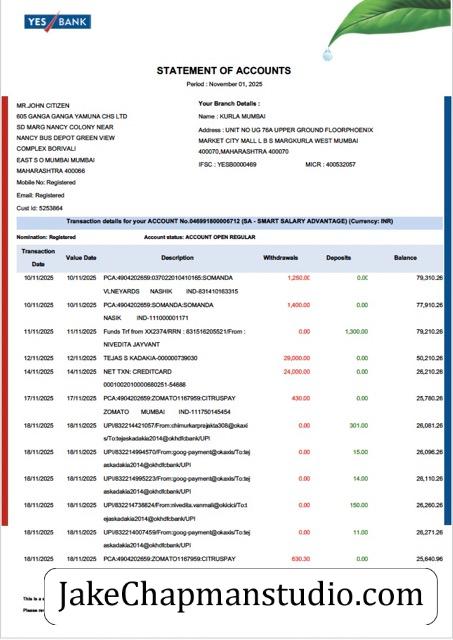 YES BANK
STATEMENT OF ACCOUNTS
Period : November 01, 2025
MR.JOHN CITIZEN
605 GANGA GANGA YAMUNA CHS LTD
SD MARG NANCY COLONY NEAR
NANCY BUS DEPOT GREEN VIEW
COMPLEX BORIVALI
EAST S O MUMBAI MUMBAI
MAHARASHTRA 400066
Mobile No: Registered
Email: Registered
Cust Id: 5253864
Your Branch Details :
Name : KURLA MUMBAI
Address : UNIT NO UG 76A UPPER GROUND FLOORPHOENIX
MARKET CITY MALL L B S MARGKURLA WEST MUMBAI
400070,MAHARASHTRA 400070
IFSC : YESB0000469 MICR : 400532057
Transaction details for your ACCOUNT No.046991800006712 (SA - SMART SALARY ADVANTAGE) (Currency: INR)
Nomination: Registered Account status: ACCOUNT OPEN REGULAR
Transaction Date Value Date Description Withdrawals Deposits Balance
10/11/2025 10/11/2025 PCA:4904202659:037022010410165:SOMANDA 1,250.00 0.00 79,310.26
VLNEYARDS NASHIK IND-831410163315
10/11/2025 10/11/2025 PCA:4904202659:SOMANDA:SOMANDA 1,400.00 0.00 77,910.26
NASIK IND-111000001171
11/11/2025 11/11/2025 Funds Trf from XX2374/RRN : 831516205521/From : 0.00 1,300.00 79,210.26
NIVEDITA JAYVANT
12/11/2025 12/11/2025 TEJAS S KADAKIA-000000739030 29,000.00 0.00 50,210.26
14/11/2025 14/11/2025 NET TXN: CREDITCARD 24,000.00 0.00 26,210.26
0001002010000680251-54686
17/11/2025 17/11/2025 PCA:4904202659:ZOMATO1167959:CITRUSPAY 430.00 0.00 25,780.26
ZOMATO MUMBAI IND-111750145454
18/11/2025 18/11/2025 UPI/832214421057/From:chimurkarprajakta308@okaxi 0.00 301.00 26,081.26
s/To:tejaskadakia2014@okhdfcbank/UPI
18/11/2025 18/11/2025 UPI/832214994570/From:goog-payment@okaxis/To:tej 0.00 15.00 26,096.26
askadakia2014@okhdfcbank/UPI
18/11/2025 18/11/2025 UPI/832214995223/From:goog-payment@okaxis/To:tej 0.00 14.00 26,110.26
askadakia2014@okhdfcbank/UPI
18/11/2025 18/11/2025 UPI/832214738624/From:nivedita.vanmali@okicici/To:t 0.00 150.00 26,260.26
ejaskadakia2014@okhdfcbank/UPI
18/11/2025 18/11/2025 UPI/832214007459/From:goog-payment@okaxis/To:tej 0.00 11.00 26,271.26
askadakia2014@okhdfcbank/UPI
18/11/2025 18/11/2025 PCA:4904202659:ZOMATO1167959:CITRUSPAY 630.30 0.00 25,640.96
This is a
Please
JakeChapmanstudio.com